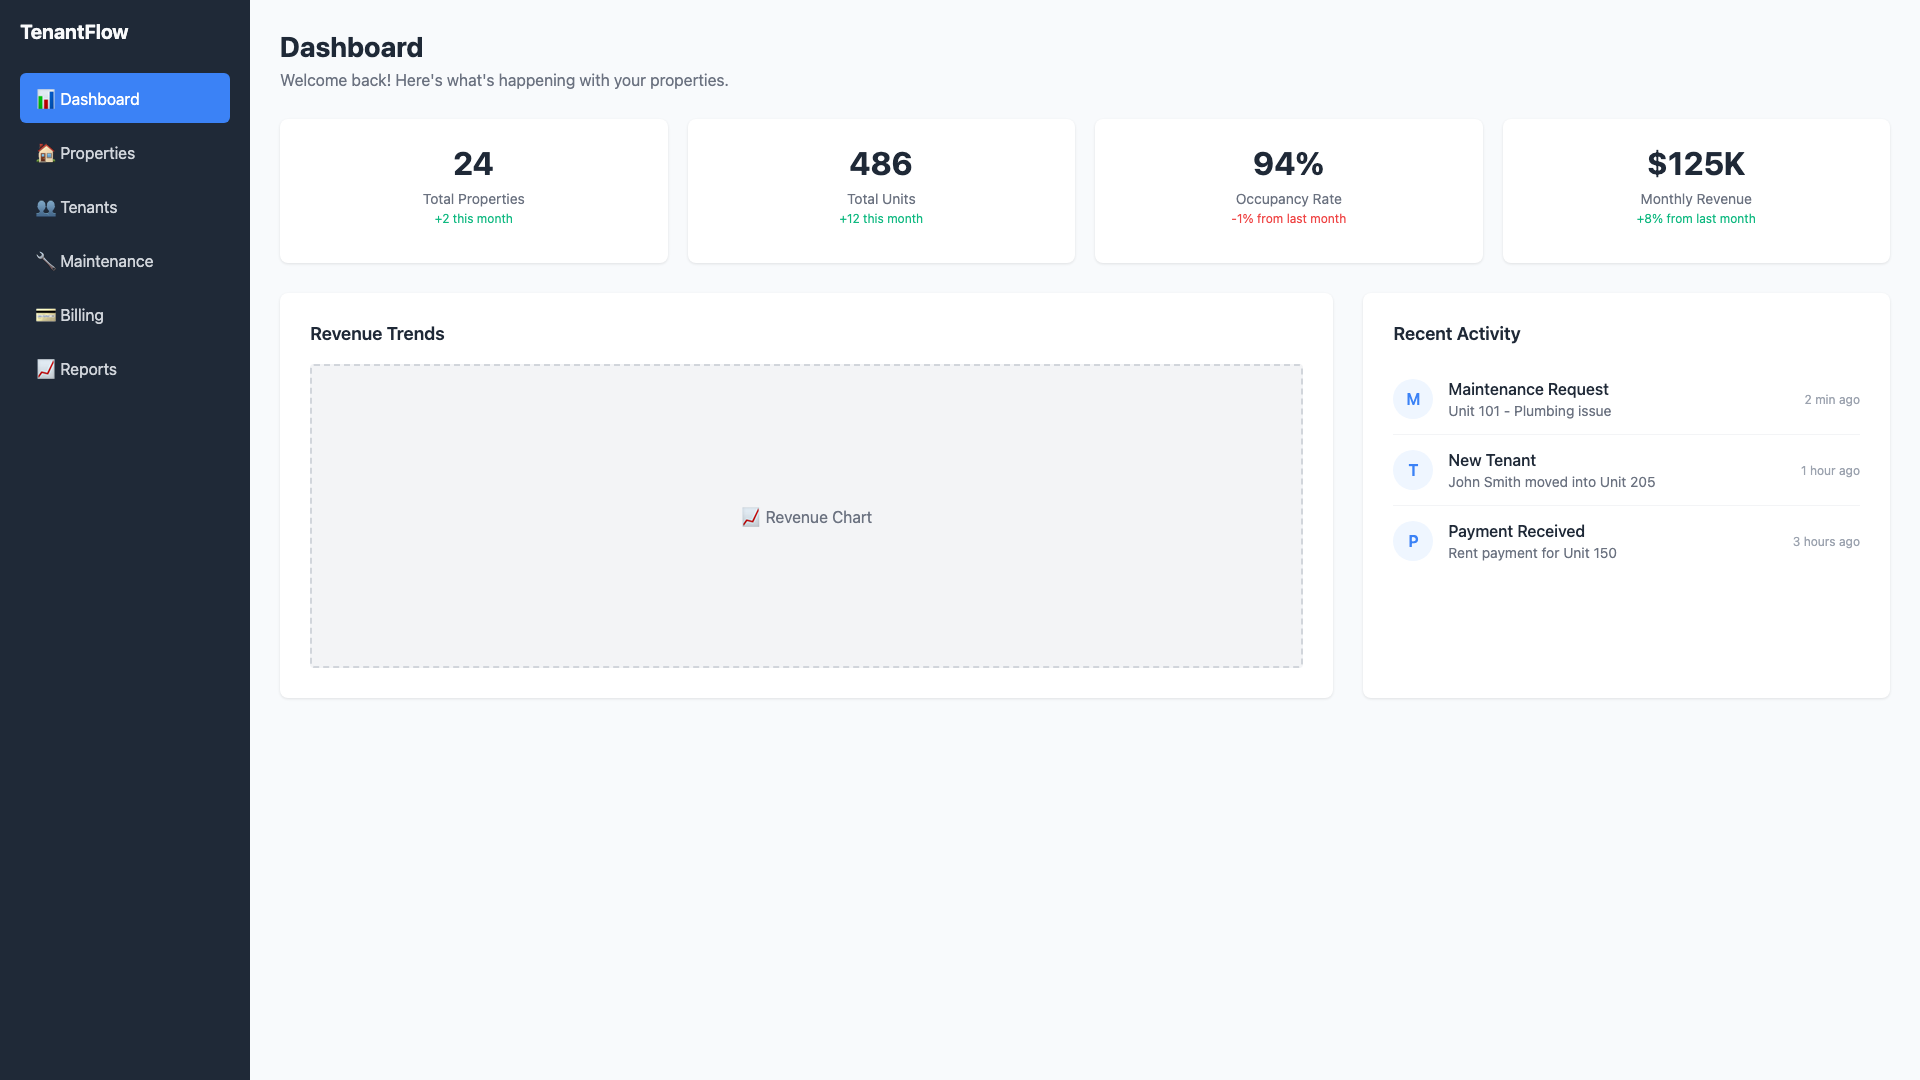 TenantFlow
Dashboard
Properties
Tenants
Maintenance
Billing
Reports
Dashboard
Welcome back! Here's what's happening with your properties.
24
Total Properties
+2 this month
486
Total Units
+12 this month
94%
Occupancy Rate
-1% from last month
$125K
Monthly Revenue
+8% from last month
Revenue Trends
Revenue Chart
Recent Activity
M
Maintenance Request
Unit 101 - Plumbing issue
2 min ago
T
New Tenant
John Smith moved into Unit 205
1 hour ago
P
Payment Received
Rent payment for Unit 150
3 hours ago